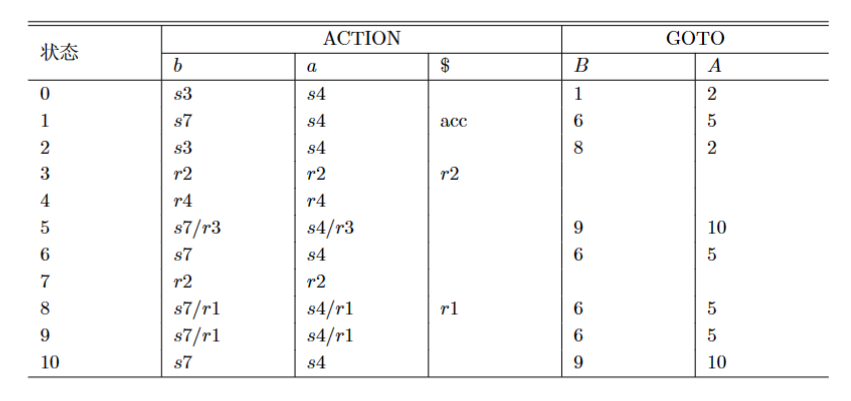 状态 ACTION GOTO
b a $ B A
0 s3 s4 1 2
1 s7 s4 acc 6 5
2 s3 s4 8 2
3 r2 r2 r2
4 r4 r4
5 s7/r3 s4/r3 9 10
6 s7 s4 6 5
7 r2 r2
8 s7/r1 s4/r1 r1 6 5
9 s7/r1 s4/r1 6 5
10 s7 s4 9 10